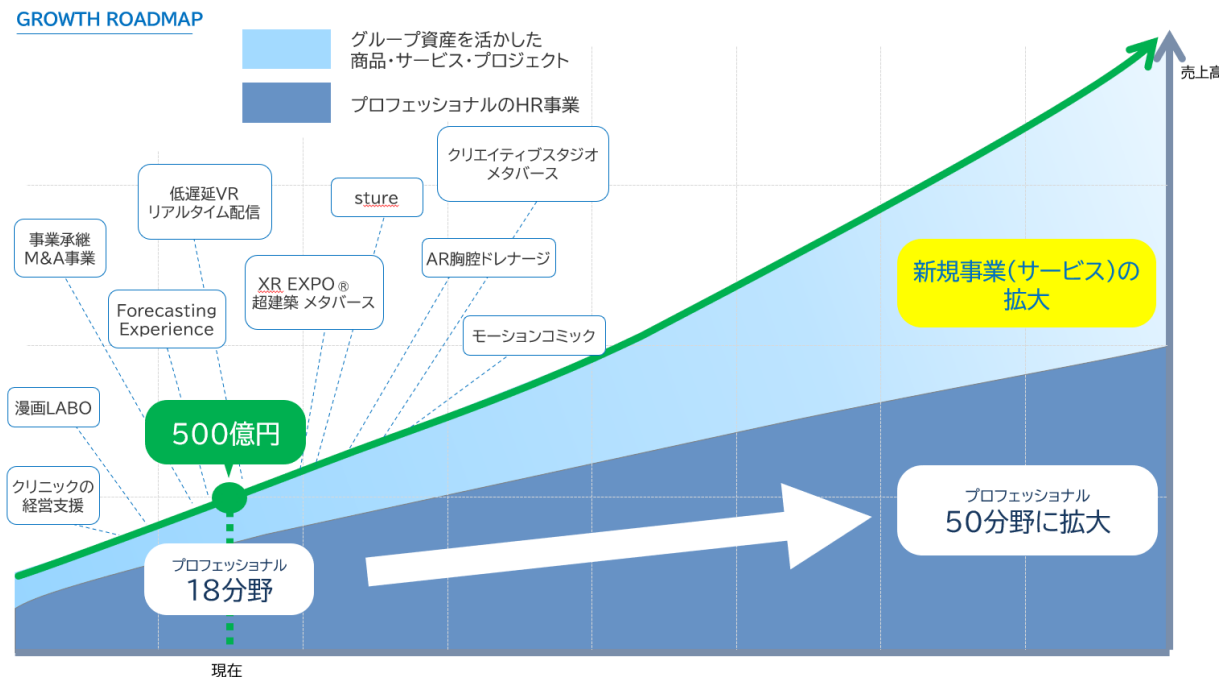 GROWTH ROADMAP
グループ資産を活かした
商品・サービス・プロジェクト
プロフェッショナルのHR事業
売上高
クリエイティブスタジオ
メタバース
低遅延VR
リアルタイム配信
sture
事業承継
M&A事業
AR胸腔ドレナージ
XR EXPO®
超建築 メタバース
Forecasting
Experience
モーションコミック
新規事業(サービス)の
拡大
漫画LABO
500億円
クリニックの
経営支援
プロフェッショナル
18分野
プロフェッショナル
50分野に拡大
現在